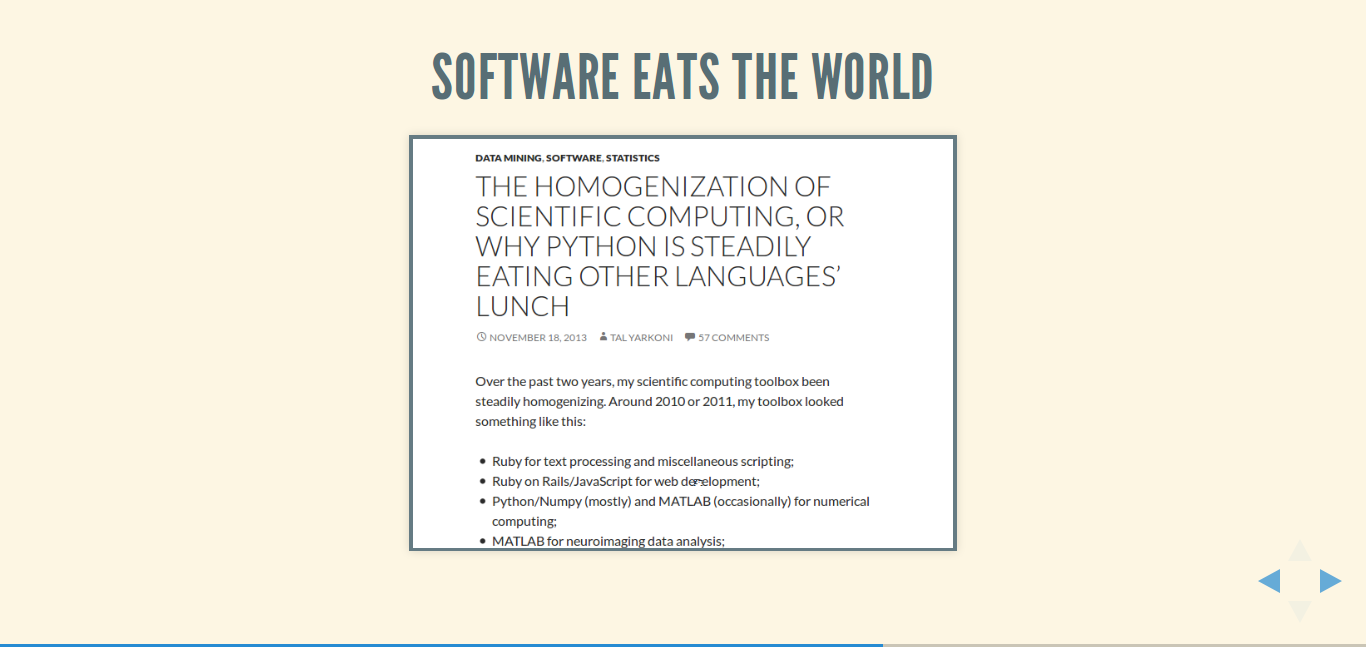 SOFTWARE EATS THE WORLD
DATA MINING, SOFTWARE, STATISTICS
THE HOMOGENIZATION OF
SCIENTIFIC COMPUTING, OR
WHY PYTHON IS STEADILY
EATING OTHER LANGUAGES’
LUNCH
NOVEMBER 18, 2013 TAL YARKONI 57 COMMENTS
Over the past two years, my scientific computing toolbox been
steadily homogenizing. Around 2010 or 2011, my toolbox looked
something like this:
• Ruby for text processing and miscellaneous scripting;
• Ruby on Rails/JavaScript for web development;
• Python/Numpy (mostly) and MATLAB (occasionally) for numerical
computing;
• MATLAB for neuroimaging data analysis;